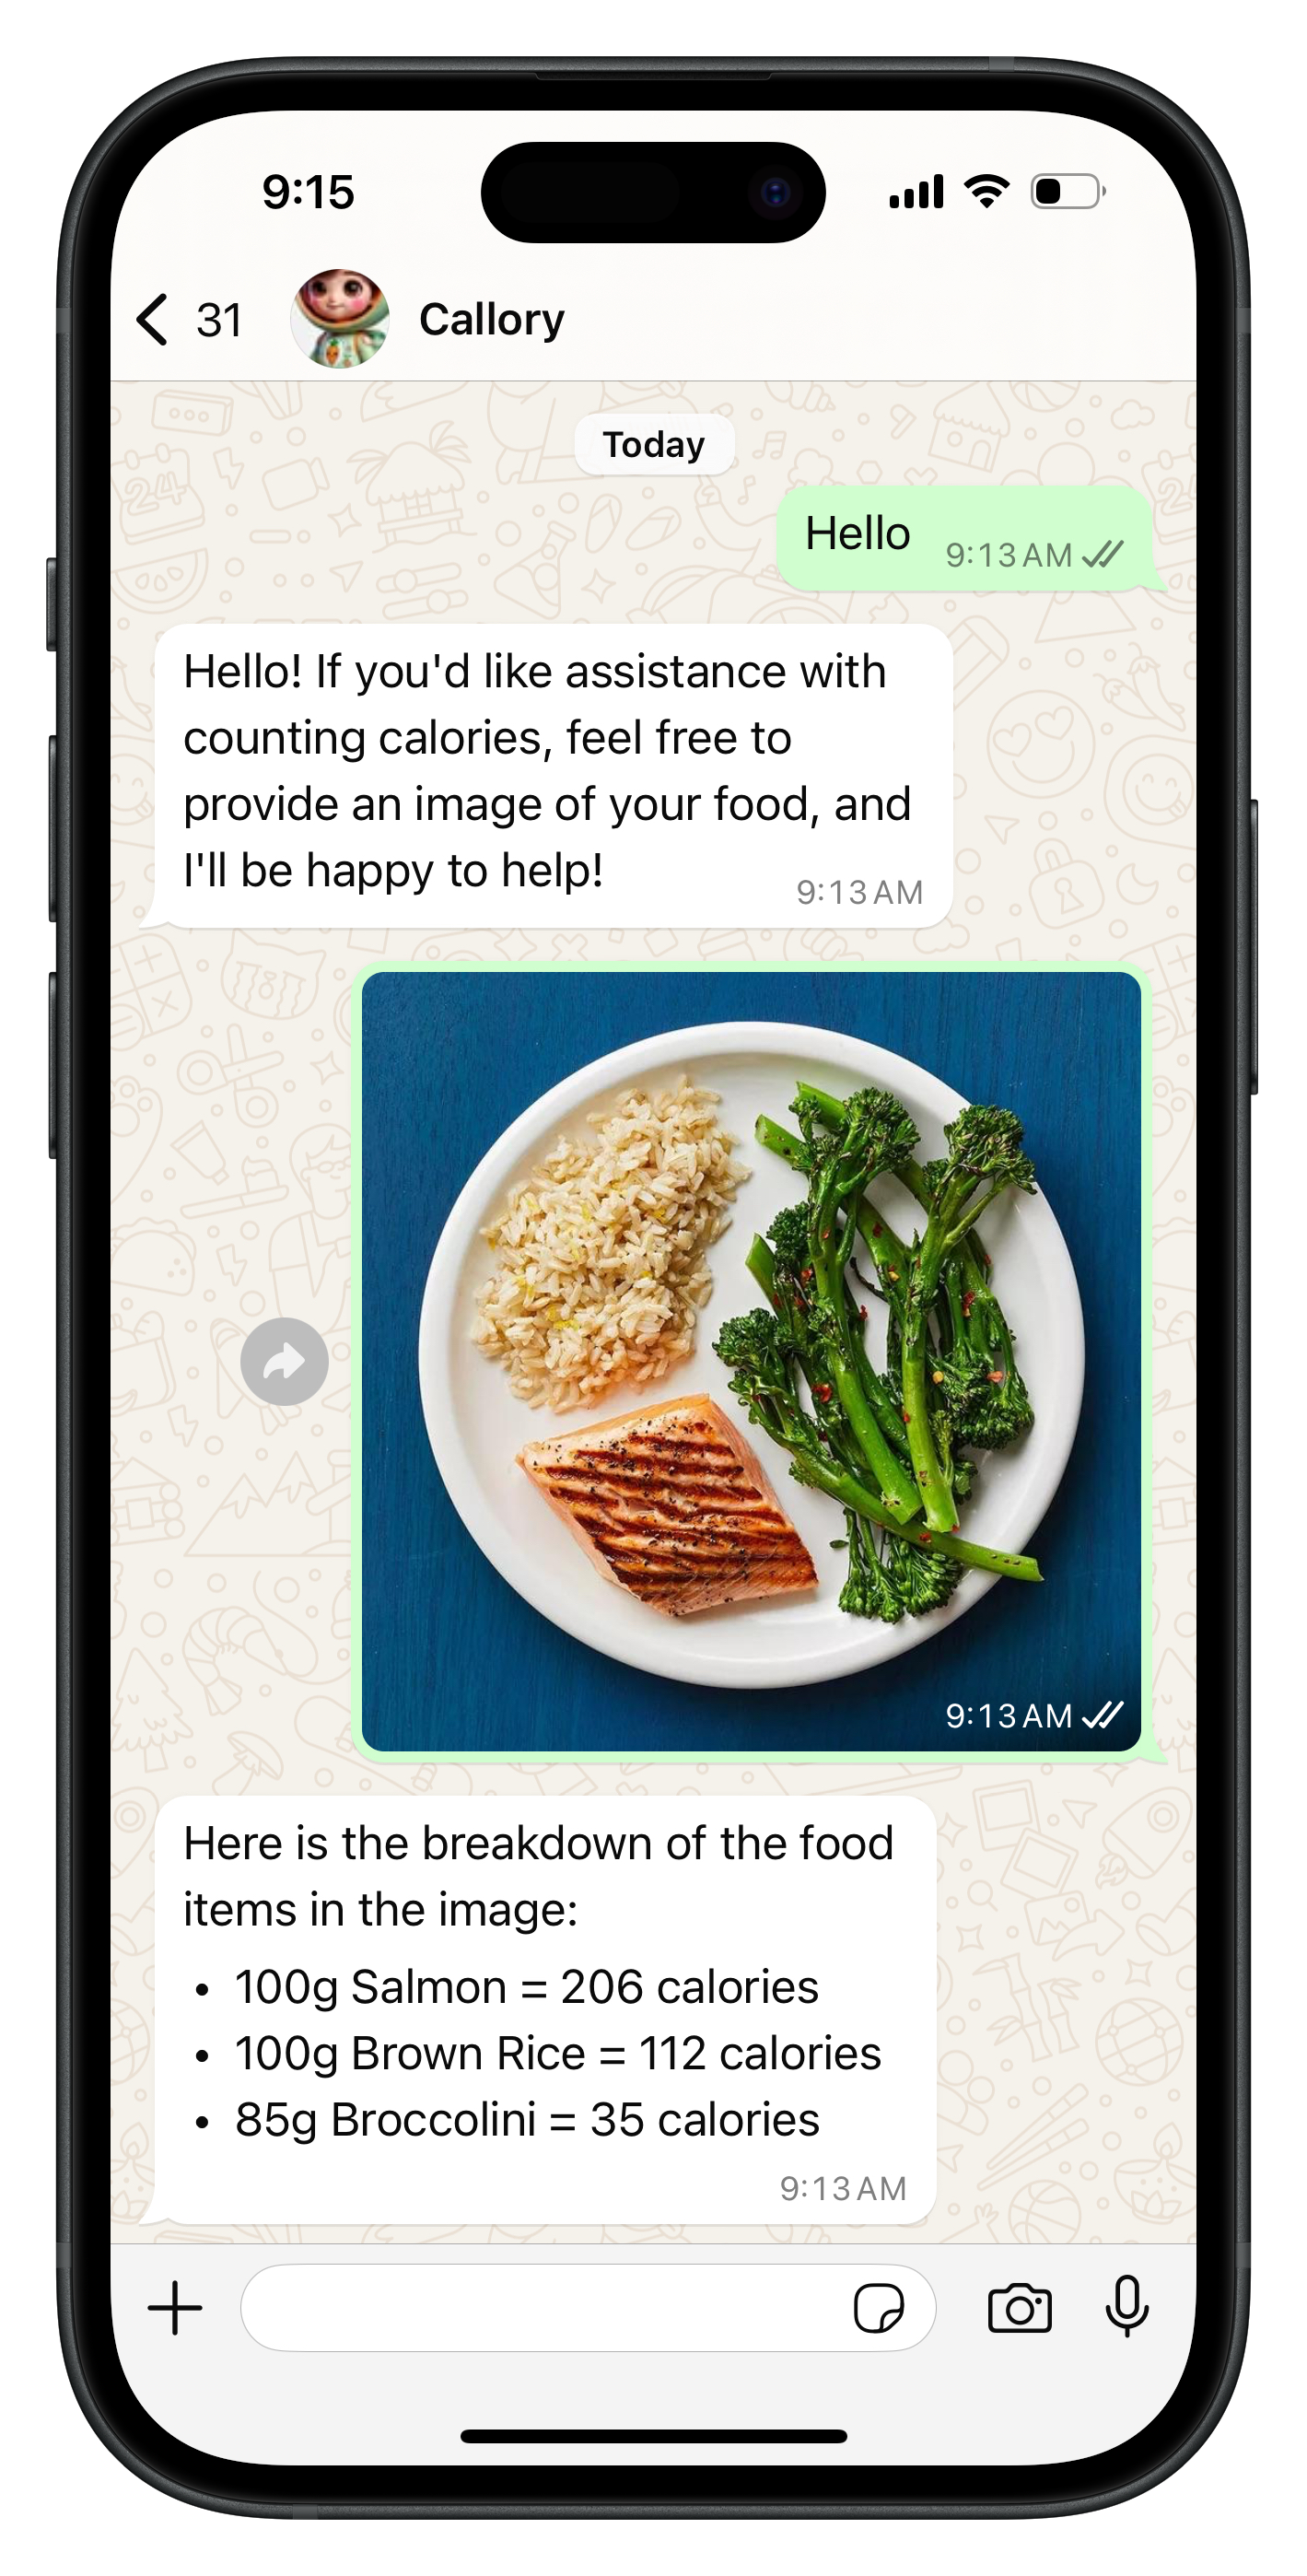 9:15
31
Callory
Today
Hello
9:13 AM
Hello! If you'd like assistance with
counting calories, feel free to
provide an image of your food, and
I'll be happy to help!
9:13 AM
9:13 AM
Here is the breakdown of the food
items in the image:
• 100g Salmon = 206 calories
• 100g Brown Rice = 112 calories
• 85g Broccolini = 35 calories
9:13 AM